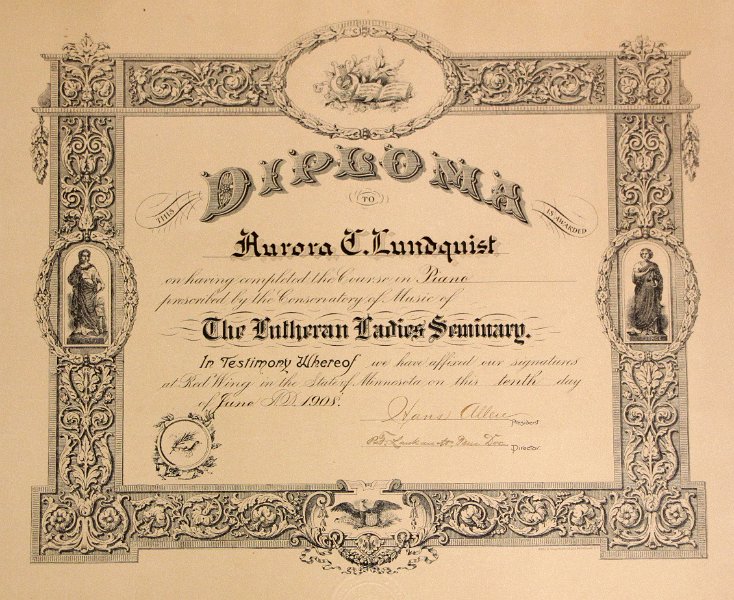 DIPLOMA
THIS TO IS AWARDED
Aurora C. Lundquist
on having completed the Course in Piano
prescribed by the Conservatory of Music of
The Lutheran Ladies Seminary.
In Testimony Whereof we have affixed our signatures
at Red Wing in the State of Minnesota on this tenth day
of June A.D. 1908.
Hans Allen
President
Director.